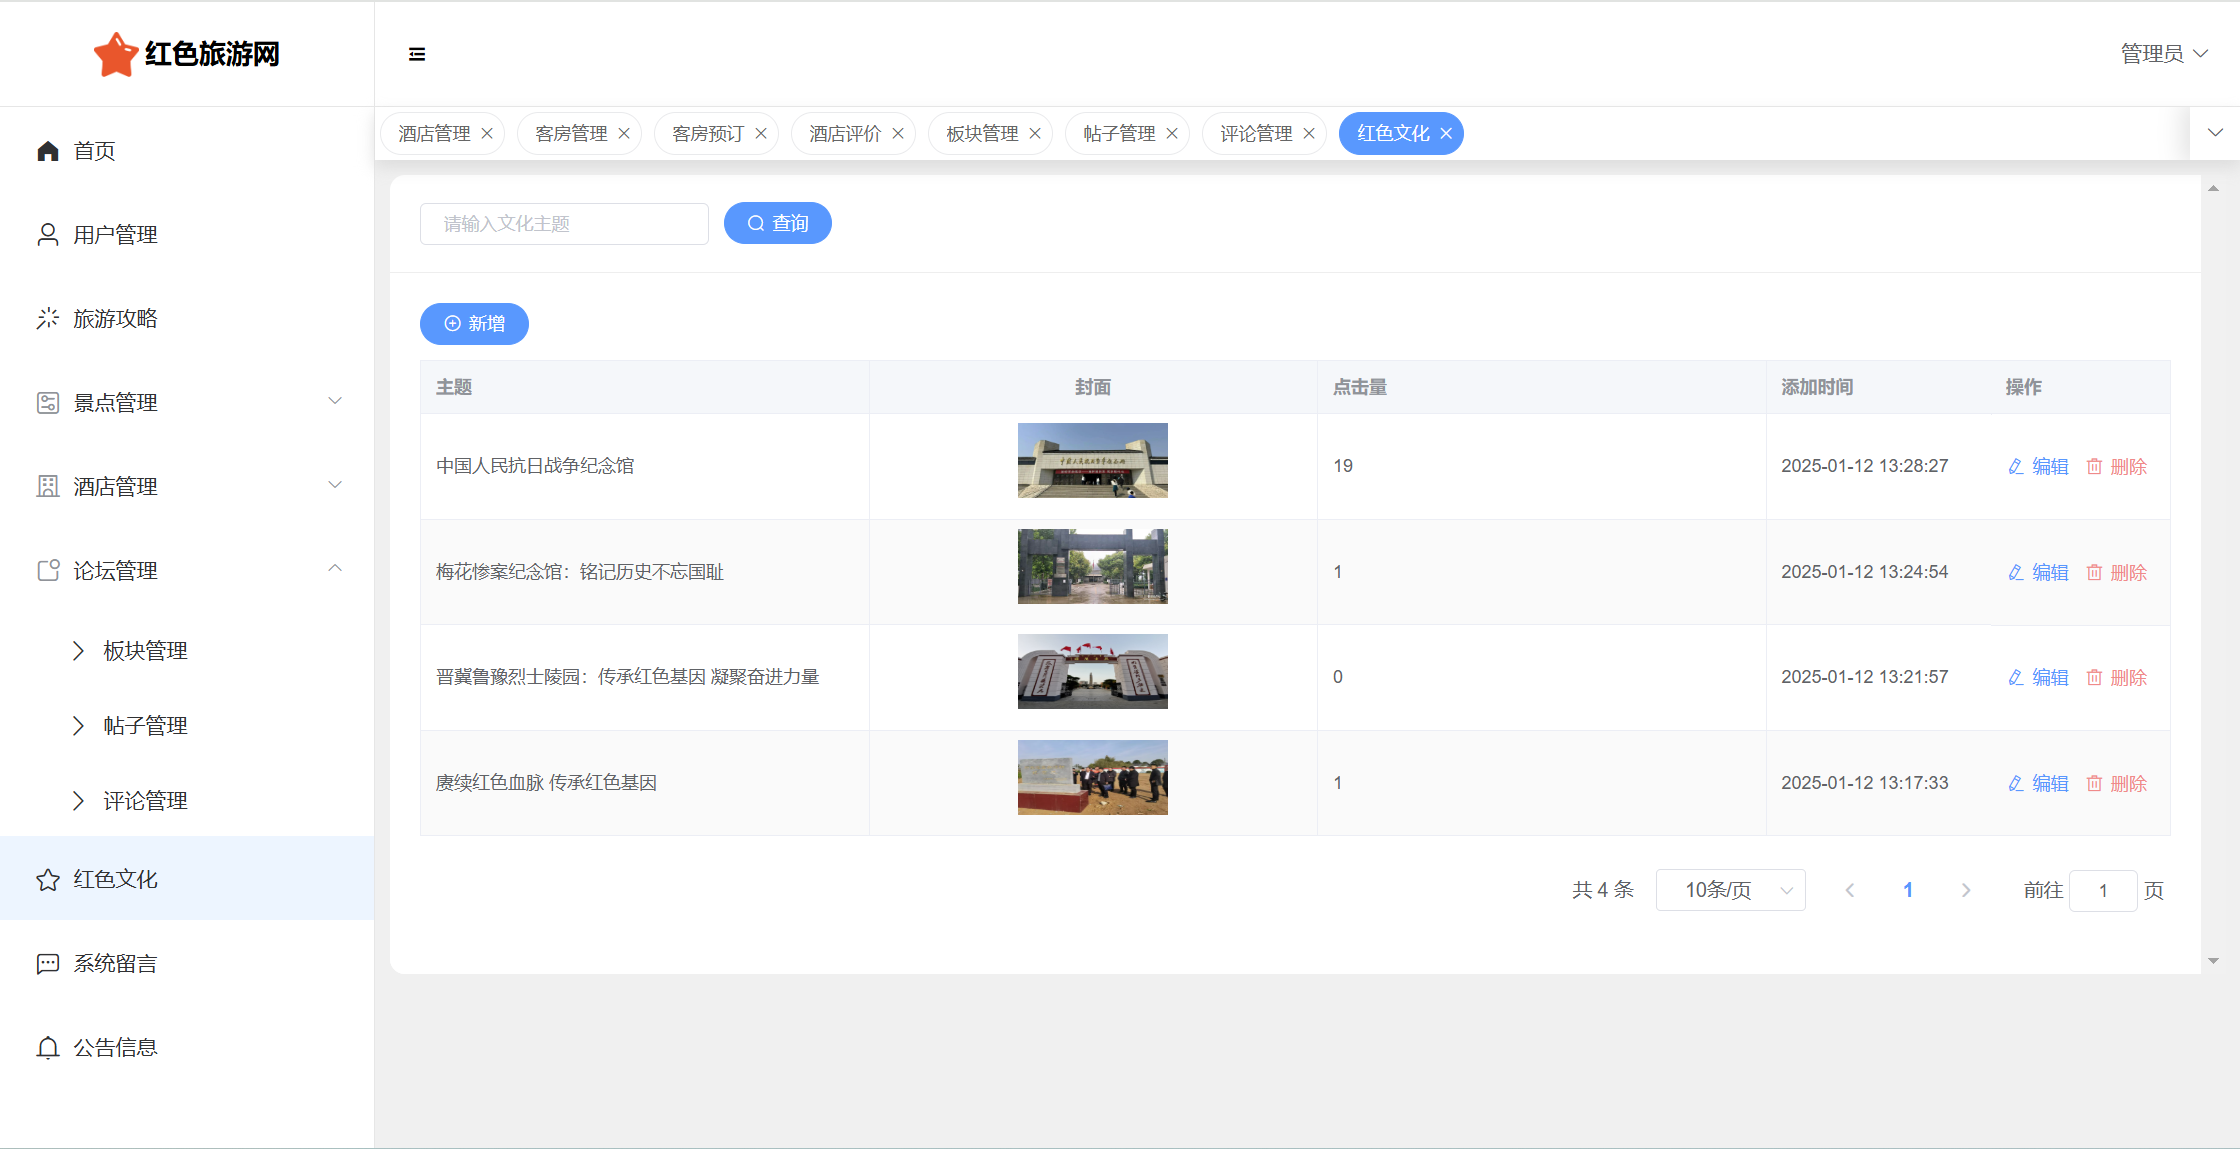 红色旅游网
管理员
首页
用户管理
旅游攻略
景点管理
酒店管理
论坛管理
板块管理
帖子管理
评论管理
红色文化
系统留言
公告信息
酒店管理 客房管理 客房预订 酒店评价 板块管理 帖子管理 评论管理 红色文化
请输入文化主题 查询
新增
主题 封面 点击量 添加时间 操作
中国人民抗日战争纪念馆 19 2025-01-12 13:28:27 编辑 删除
梅花惨案纪念馆：铭记历史不忘国耻 1 2025-01-12 13:24:54 编辑 删除
晋冀鲁豫烈士陵园：传承红色基因 凝聚奋进力量 0 2025-01-12 13:21:57 编辑 删除
赓续红色血脉 传承红色基因 1 2025-01-12 13:17:33 编辑 删除
共 4 条 10条/页 1 前往 1 页